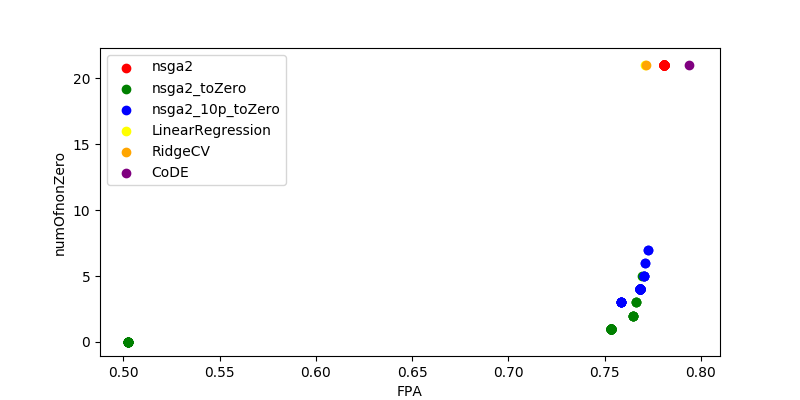 nsga2
nsga2_toZero
nsga2_10p_toZero
LinearRegression
RidgeCV
CoDE
numOfnonZero
20
15
10
5
0
0.50 0.55 0.60 0.65 0.70 0.75 0.80
FPA